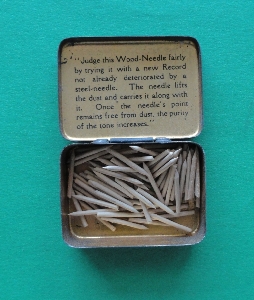 "Judge this Wood-Needle fairly
by trying it with a new Record
not already deteriorated by a
steel-needle. The needle lifts
the dust and carries it along with
it. Once the needle's point
remains free from dust, the purity
of the tone increases."